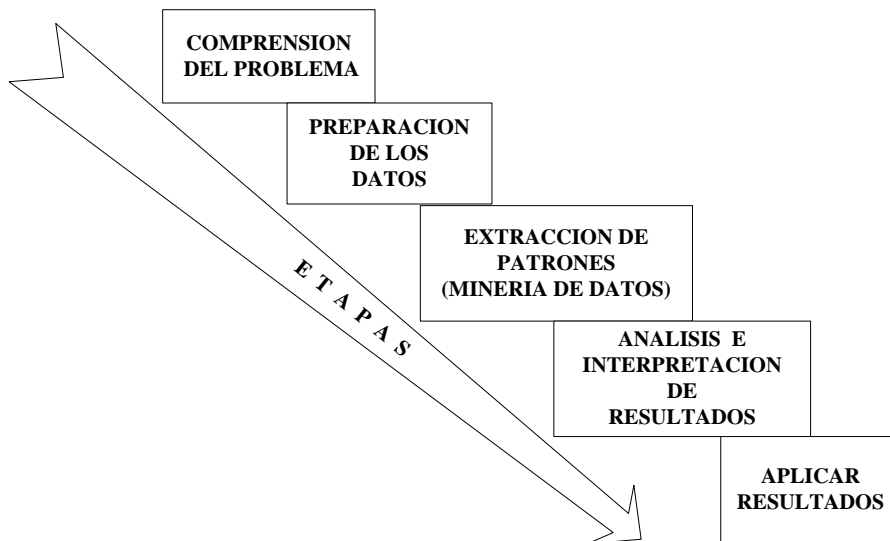 COMPRENSION
DEL PROBLEMA
PREPARACION
DE LOS
DATOS
EXTRACCION DE
PATRONES
(MINERIA DE DATOS)
ETAPAS
ANALISIS E
INTERPRETACION
DE
RESULTADOS
APLICAR
RESULTADOS